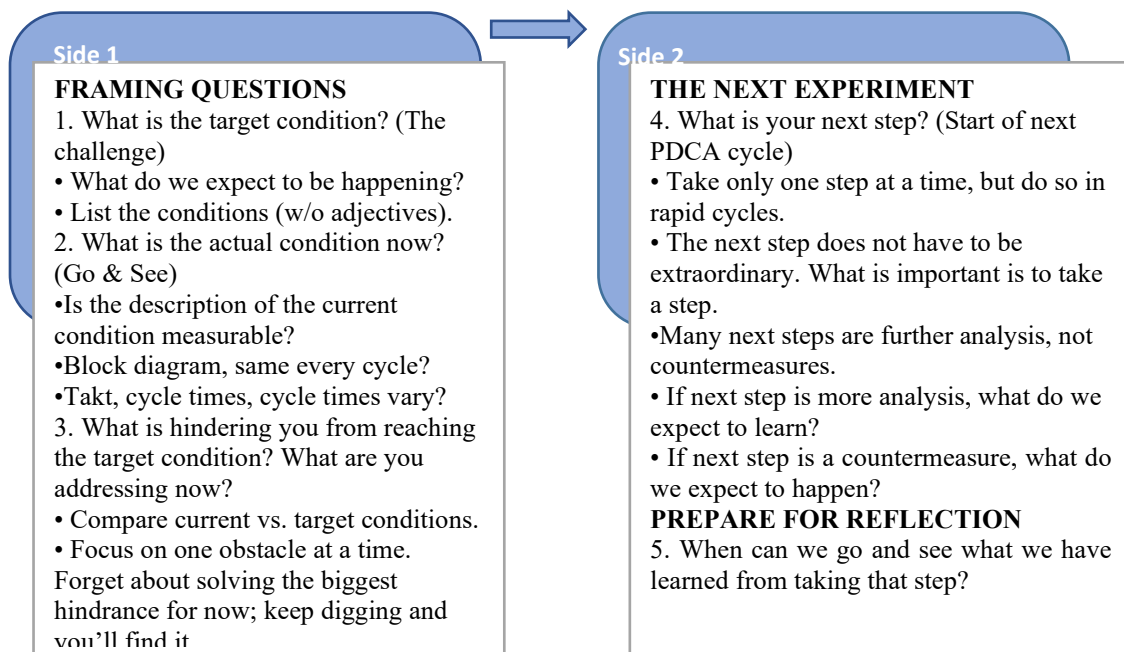 Side 1
FRAMING QUESTIONS
1. What is the target condition? (The
challenge)
• What do we expect to be happening?
• List the conditions (w/o adjectives).
2. What is the actual condition now?
(Go & See)
•Is the description of the current
condition measurable?
•Block diagram, same every cycle?
•Takt, cycle times, cycle times vary?
3. What is hindering you from reaching
the target condition? What are you
addressing now?
• Compare current vs. target conditions.
• Focus on one obstacle at a time.
Forget about solving the biggest
hindrance for now; keep digging and
you’ll find it
Side 2
THE NEXT EXPERIMENT
4. What is your next step? (Start of next
PDCA cycle)
• Take only one step at a time, but do so in
rapid cycles.
• The next step does not have to be
extraordinary. What is important is to take
a step.
•Many next steps are further analysis, not
countermeasures.
• If next step is more analysis, what do we
expect to learn?
• If next step is a countermeasure, what do
we expect to happen?
PREPARE FOR REFLECTION
5. When can we go and see what we have
learned from taking that step?